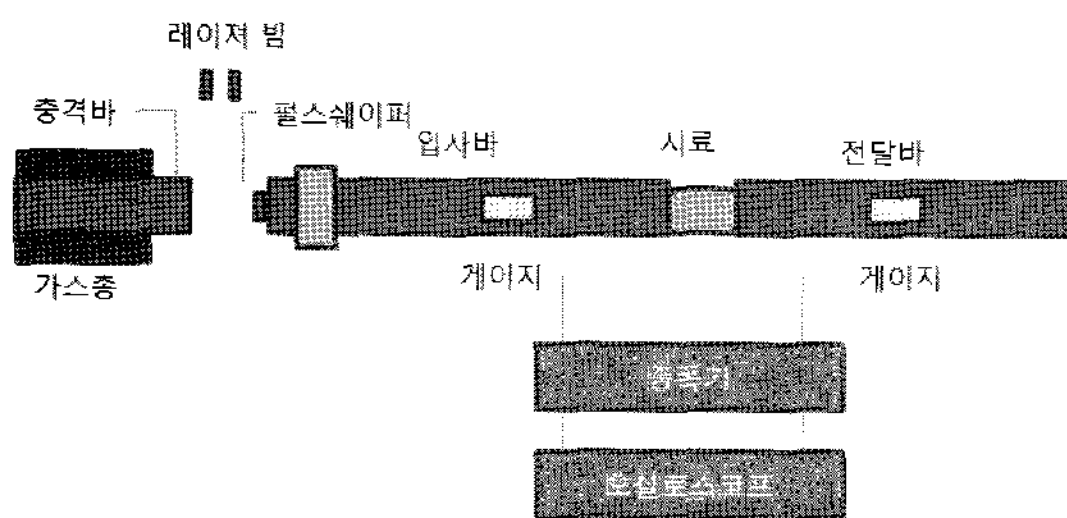 레이져 빔
충격바
펄스쉐이퍼
입사바
시료
전달바
가스총
게이지
게이지
증폭기
오실로스코프